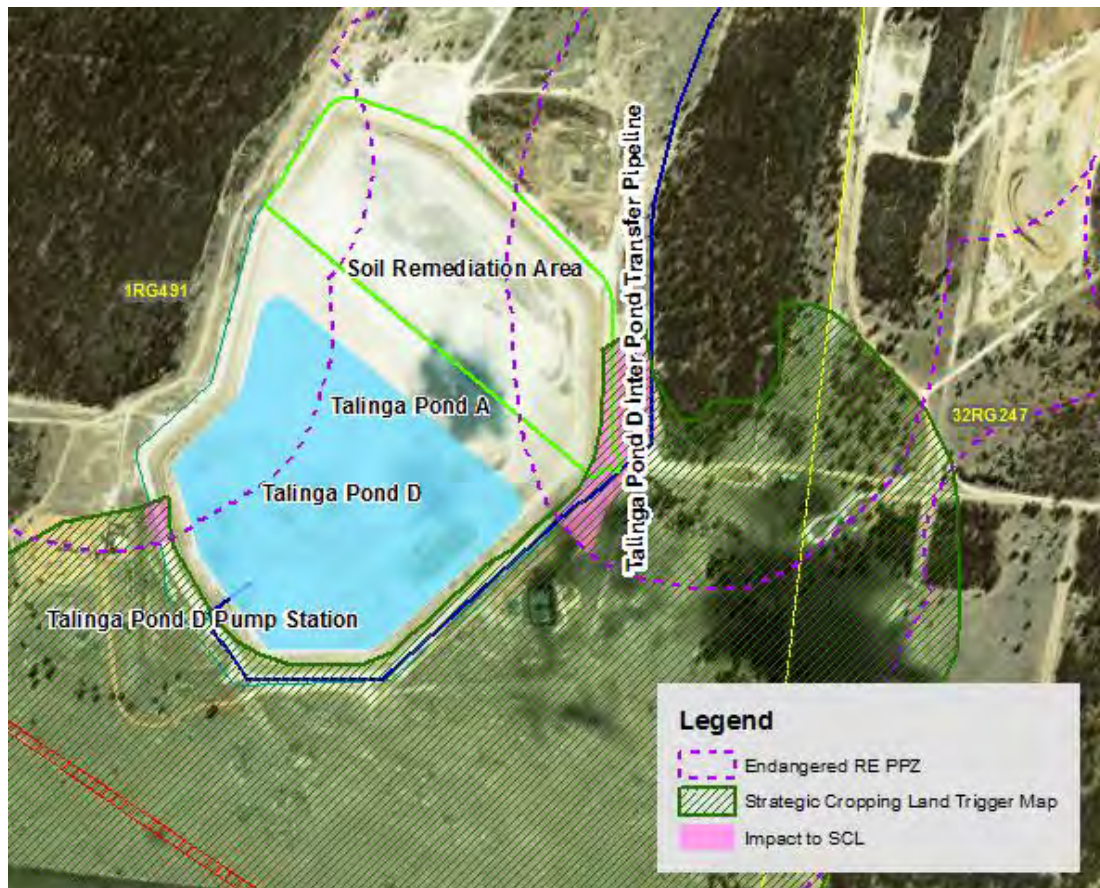 Talinga Pond D Inter Pond Transfer Pipeline
Soil Remediation Area
1RG491
Talinga Pond A
32RG247
Talinga Pond D
Talinga Pond D Pump Station
Legend
Endangered RE PPZ
Strategic Cropping Land Trigger Map
Impact to SCL